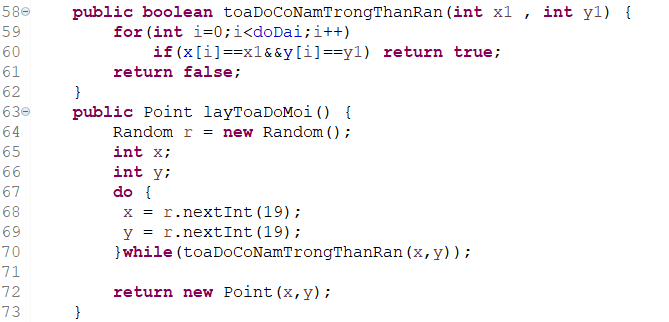 58 public boolean toaDoCoNamTrongThanRan(int x1 , int y1) {
59 for(int i=0;i<doDai;i++)
60 if(x[i]==x1&&y[i]==y1) return true;
61 return false;
62 }
63 public Point layToaDoMoi() {
64 Random r = new Random();
65 int x;
66 int y;
67 do {
68 x = r.nextInt(19);
69 y = r.nextInt(19);
70 }while(toaDoCoNamTrongThanRan(x,y));
71
72 return new Point(x,y);
73 }